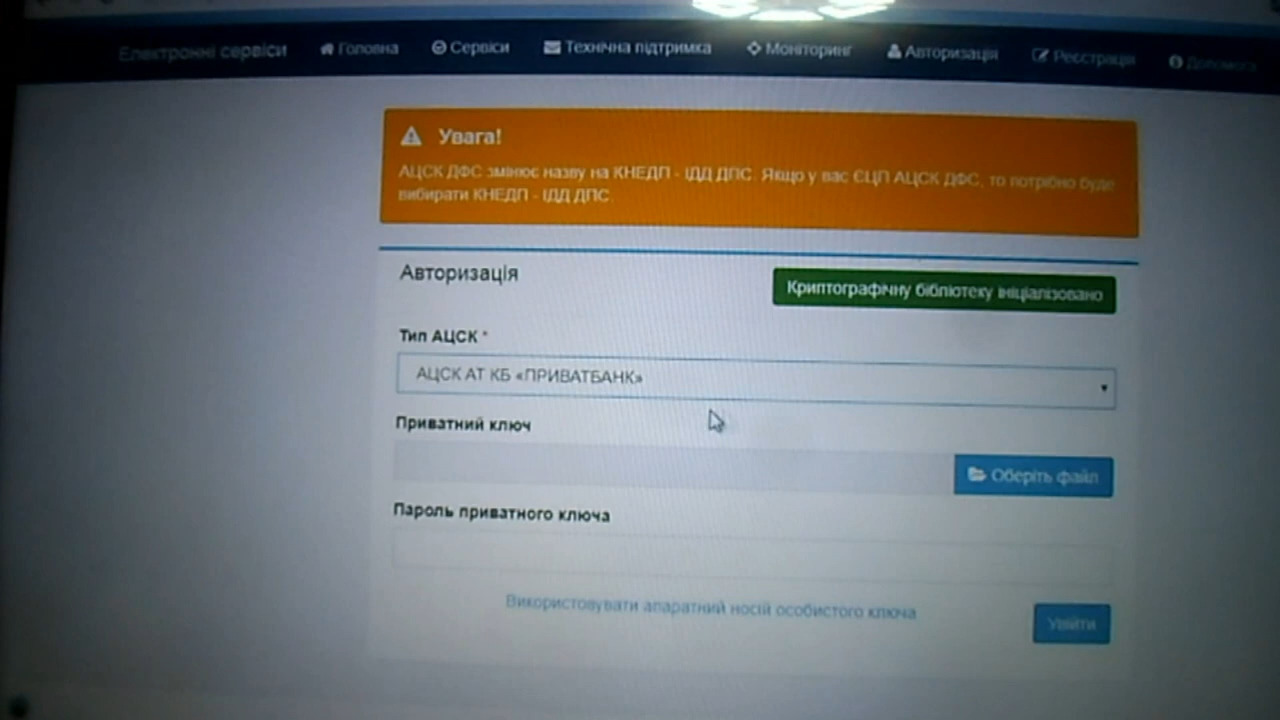 Електронні сервіси Головна Сервіси Технічна підтримка Моніторинг Авторизація Реєстрація Допомога
Увага!
АЦСК ДФС змінює назву на КНЕДП - ІДД ДПС. Якщо у вас ЄЦП АЦСК ДФС, то потрібно буде
вибирати КНЕДП - ІДД ДПС.
Авторизація
Криптографічну бібліотеку ініціалізовано
Тип АЦСК *
АЦСК АТ КБ «ПРИВАТБАНК»
Приватний ключ
Оберіть файл
Пароль приватного ключа
Використовувати апаратний носій особистого ключа
Увійти